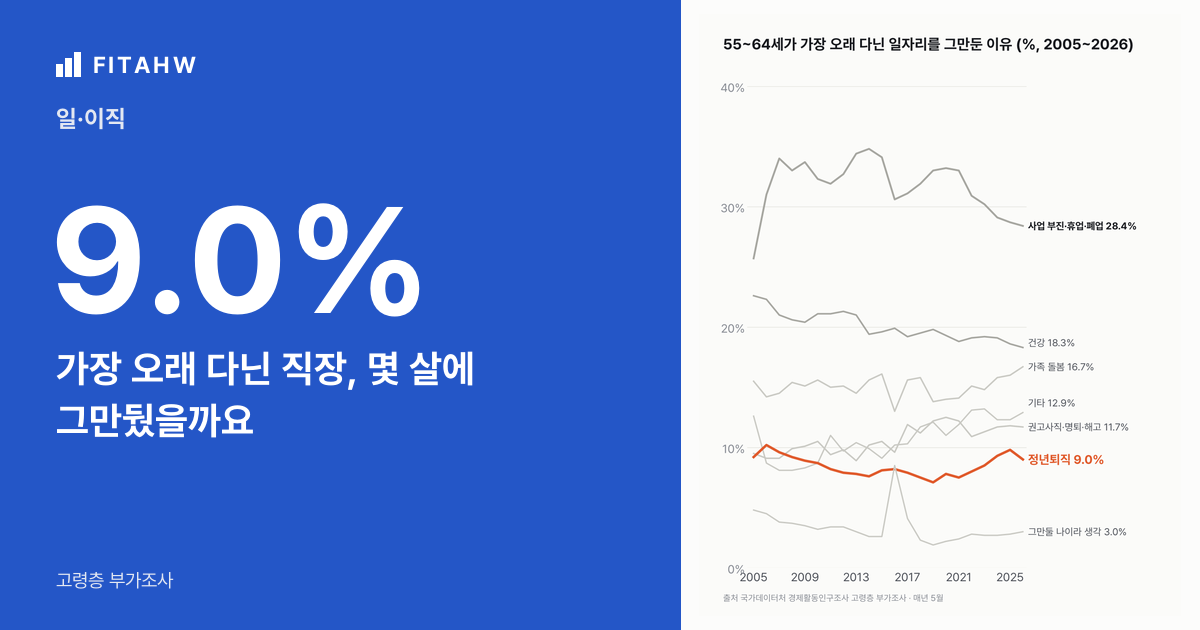 FITAHW
일·이직
9.0%
가장 오래 다닌 직장, 몇 살에
그만뒀을까요
고령층 부가조사
55~64세가 가장 오래 다닌 일자리를 그만둔 이유 (%, 2005~2026)
40%
30%
20%
10%
0%
사업 부진·휴업·폐업 28.4%
건강 18.3%
가족 돌봄 16.7%
기타 12.9%
권고사직·명퇴·해고 11.7%
정년퇴직 9.0%
그만둘 나이라 생각 3.0%
2005 2009 2013 2017 2021 2025
출처 국가데이터처 경제활동인구조사 고령층 부가조사 · 매년 5월